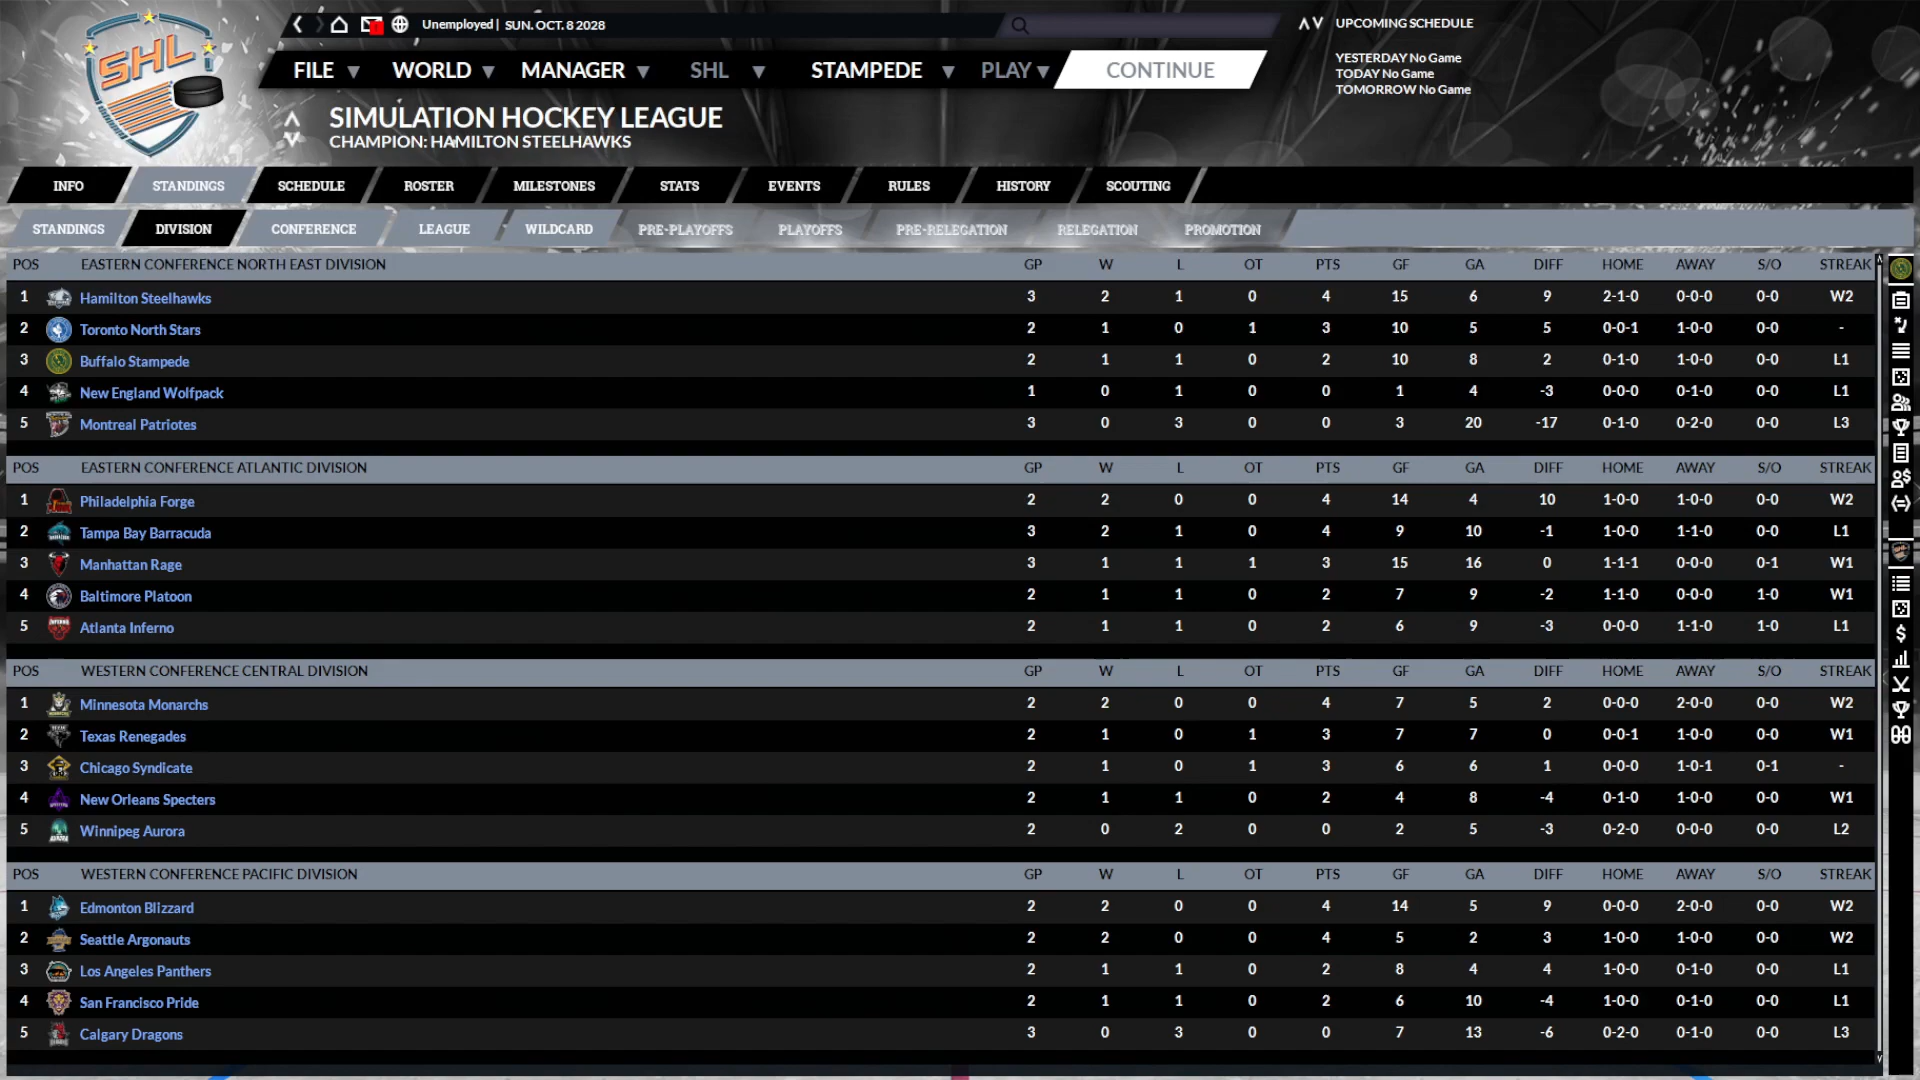 SHL
Unemployed | SUN. OCT. 8 2028
FILE WORLD MANAGER SHL STAMPEDE PLAY CONTINUE
UPCOMING SCHEDULE
YESTERDAY No Game
TODAY No Game
TOMORROW No Game
SIMULATION HOCKEY LEAGUE
CHAMPION: HAMILTON STEELHAWKS
INFO STANDINGS SCHEDULE ROSTER MILESTONES STATS EVENTS RULES HISTORY SCOUTING
STANDINGS DIVISION CONFERENCE LEAGUE WILDCARD PRE-PLAYOFFS PLAYOFFS PRE-RELEGATION RELEGATION PROMOTION
POS EASTERN CONFERENCE NORTH EAST DIVISION GP W L OT PTS GF GA DIFF HOME AWAY S/O STREAK
1 Hamilton Steelhawks 3 2 1 0 4 15 6 9 2-1-0 0-0-0 0-0 W2
2 Toronto North Stars 2 1 0 1 3 10 5 5 0-0-1 1-0-0 0-0 -
3 Buffalo Stampede 2 1 1 0 2 10 8 2 0-1-0 1-0-0 0-0 L1
4 New England Wolfpack 1 0 1 0 0 1 4 -3 0-0-0 0-1-0 0-0 L1
5 Montreal Patriotes 3 0 3 0 0 3 20 -17 0-1-0 0-2-0 0-0 L3
POS EASTERN CONFERENCE ATLANTIC DIVISION GP W L OT PTS GF GA DIFF HOME AWAY S/O STREAK
1 Philadelphia Forge 2 2 0 0 4 14 4 10 1-0-0 1-0-0 0-0 W2
2 Tampa Bay Barracuda 3 2 1 0 4 9 10 -1 1-0-0 1-1-0 0-0 L1
3 Manhattan Rage 3 1 1 1 3 15 16 0 1-1-1 0-0-0 0-1 W1
4 Baltimore Platoon 2 1 1 0 2 7 9 -2 1-1-0 0-0-0 1-0 W1
5 Atlanta Inferno 2 1 1 0 2 6 9 -3 0-0-0 1-1-0 1-0 L1
POS WESTERN CONFERENCE CENTRAL DIVISION GP W L OT PTS GF GA DIFF HOME AWAY S/O STREAK
1 Minnesota Monarchs 2 2 0 0 4 7 5 2 0-0-0 2-0-0 0-0 W2
2 Texas Renegades 2 1 0 1 3 7 7 0 0-0-1 1-0-0 0-0 W1
3 Chicago Syndicate 2 1 0 1 3 6 6 1 0-0-0 1-0-1 0-1 -
4 New Orleans Specters 2 1 1 0 2 4 8 -4 0-1-0 1-0-0 0-0 W1
5 Winnipeg Aurora 2 0 2 0 0 2 5 -3 0-2-0 0-0-0 0-0 L2
POS WESTERN CONFERENCE PACIFIC DIVISION GP W L OT PTS GF GA DIFF HOME AWAY S/O STREAK
1 Edmonton Blizzard 2 2 0 0 4 14 5 9 0-0-0 2-0-0 0-0 W2
2 Seattle Argonauts 2 2 0 0 4 5 2 3 1-0-0 1-0-0 0-0 W2
3 Los Angeles Panthers 2 1 1 0 2 8 4 4 1-0-0 0-1-0 0-0 L1
4 San Francisco Pride 2 1 1 0 2 6 10 -4 1-0-0 0-1-0 0-0 L1
5 Calgary Dragons 3 0 3 0 0 7 13 -6 0-2-0 0-1-0 0-0 L3